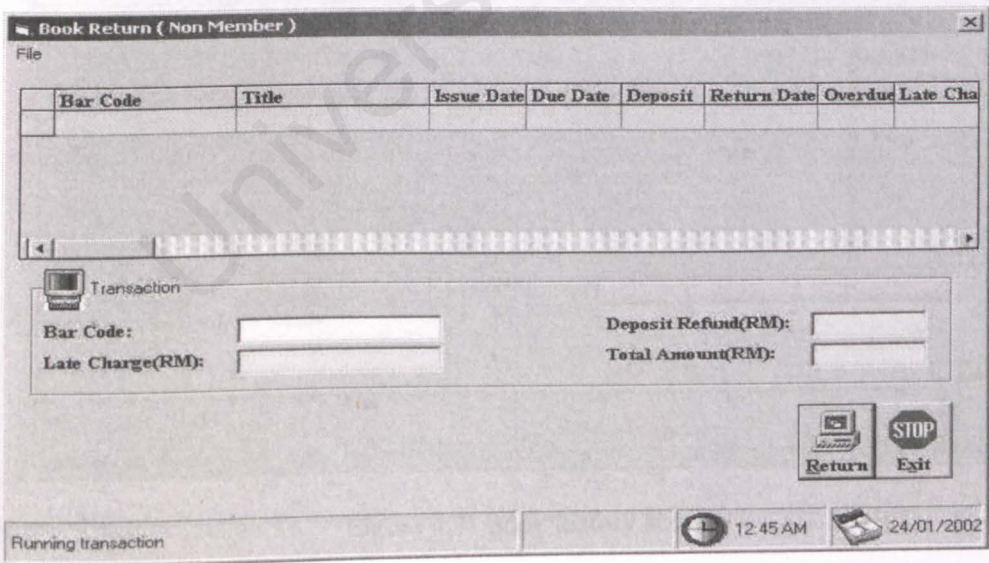 Book Return ( Non Member )
File
Bar Code Title Issue Date Due Date Deposit Return Date Overdue Late Cha
Transaction
Bar Code: Deposit Refund(RM):
Late Charge(RM): Total Amount(RM):
STOP
Return Exit
Running transaction 12:45 AM 24/01/2002
Univers